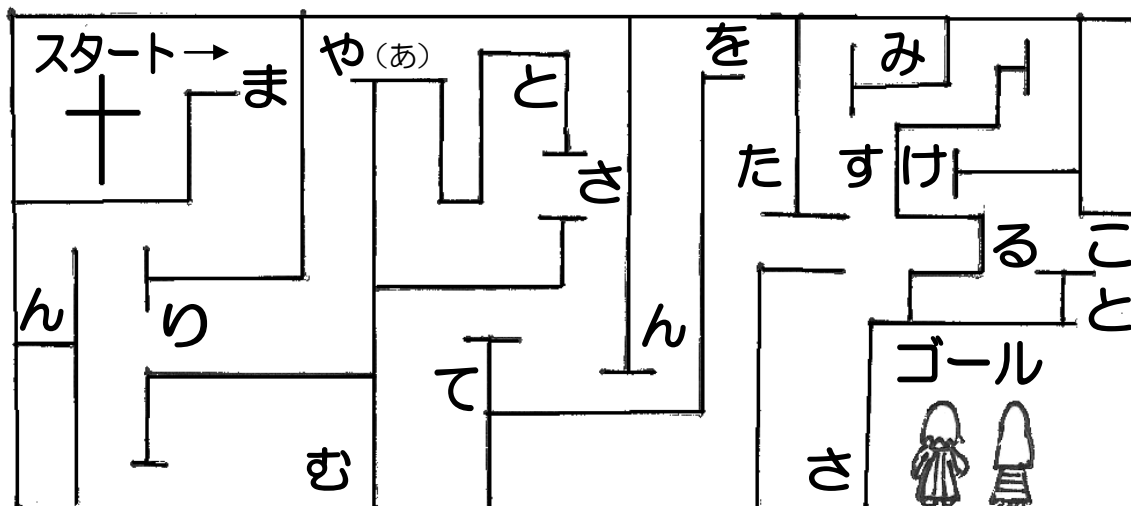 スタート→
ま
や（あ）
と
を
み
さ
た
す
け
る
こ
ん
り
ん
と
て
ゴール
む
さ